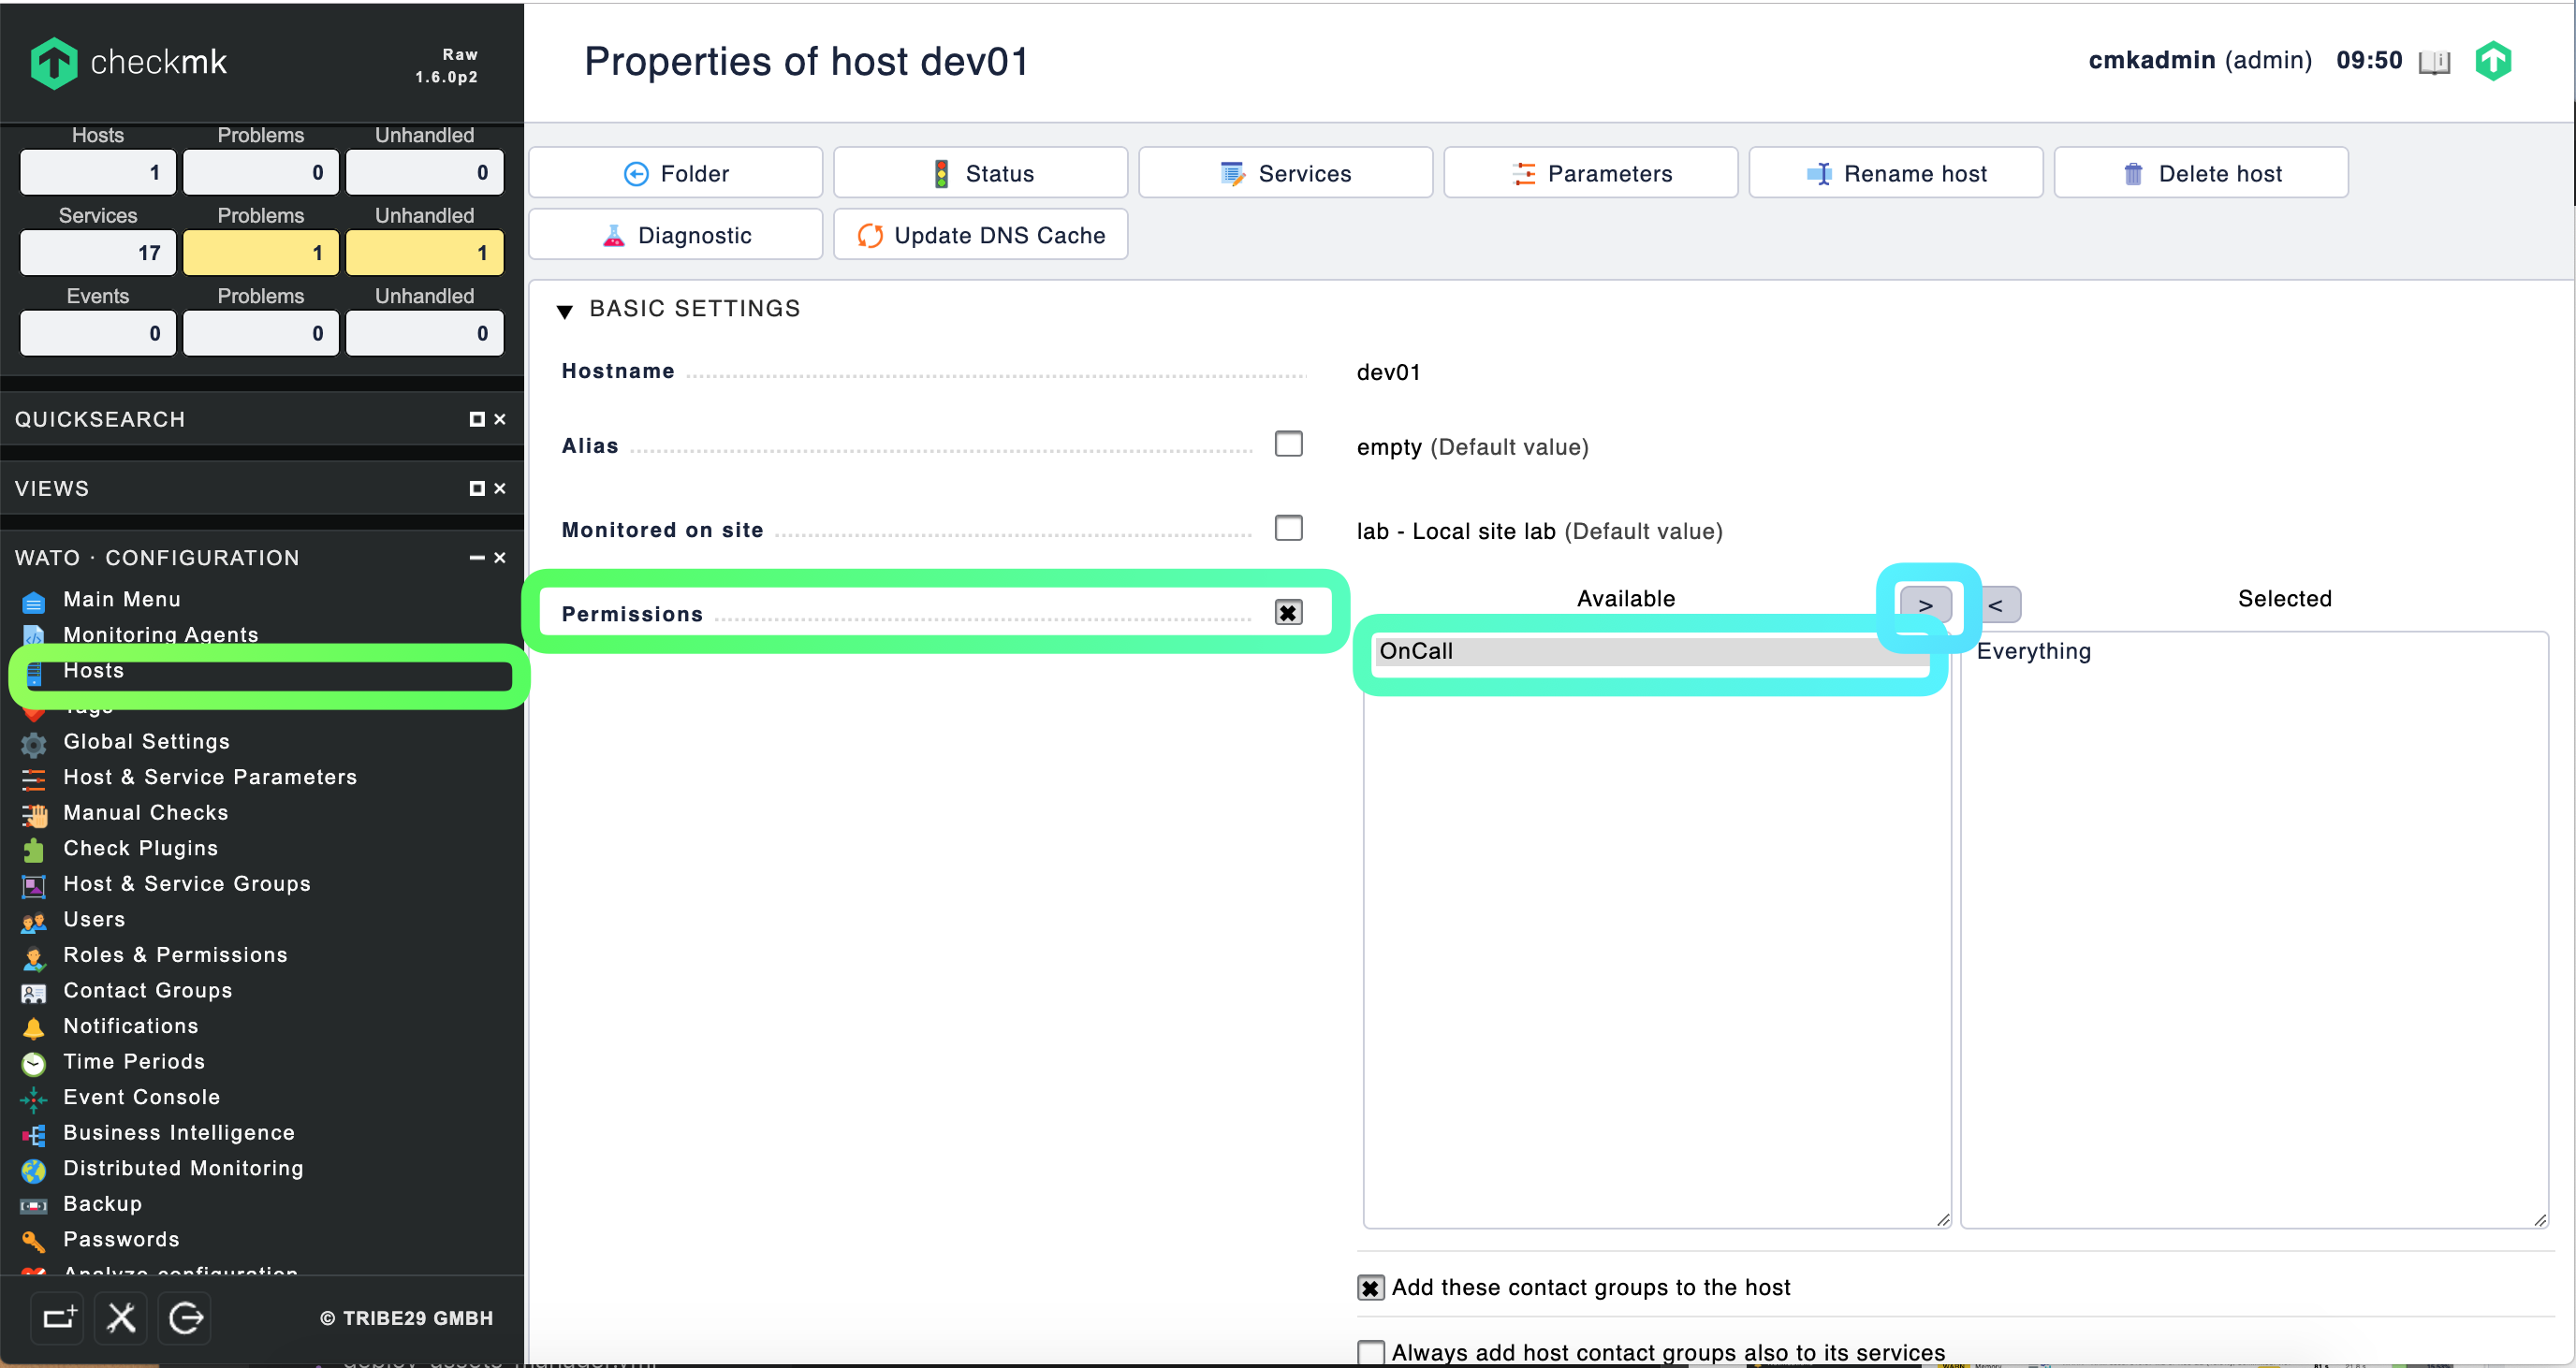 checkmk
Raw
1.6.0p2
Hosts Problems Unhandled
1 0 0
Services Problems Unhandled
17 1 1
Events Problems Unhandled
0 0 0
QUICKSEARCH
VIEWS
WATO · CONFIGURATION
Main Menu
Monitoring Agents
Hosts
Tags
Global Settings
Host & Service Parameters
Manual Checks
Check Plugins
Host & Service Groups
Users
Roles & Permissions
Contact Groups
Notifications
Time Periods
Event Console
Business Intelligence
Distributed Monitoring
Backup
Passwords
Analyze configuration
© TRIBE29 GMBH
Properties of host dev01
cmkadmin (admin) 09:50
Folder Status Services Parameters Rename host Delete host
Diagnostic Update DNS Cache
BASIC SETTINGS
Hostname dev01
Alias empty (Default value)
Monitored on site lab - Local site lab (Default value)
Permissions Available > < Selected
OnCall Everything
Add these contact groups to the host
Always add host contact groups also to its services